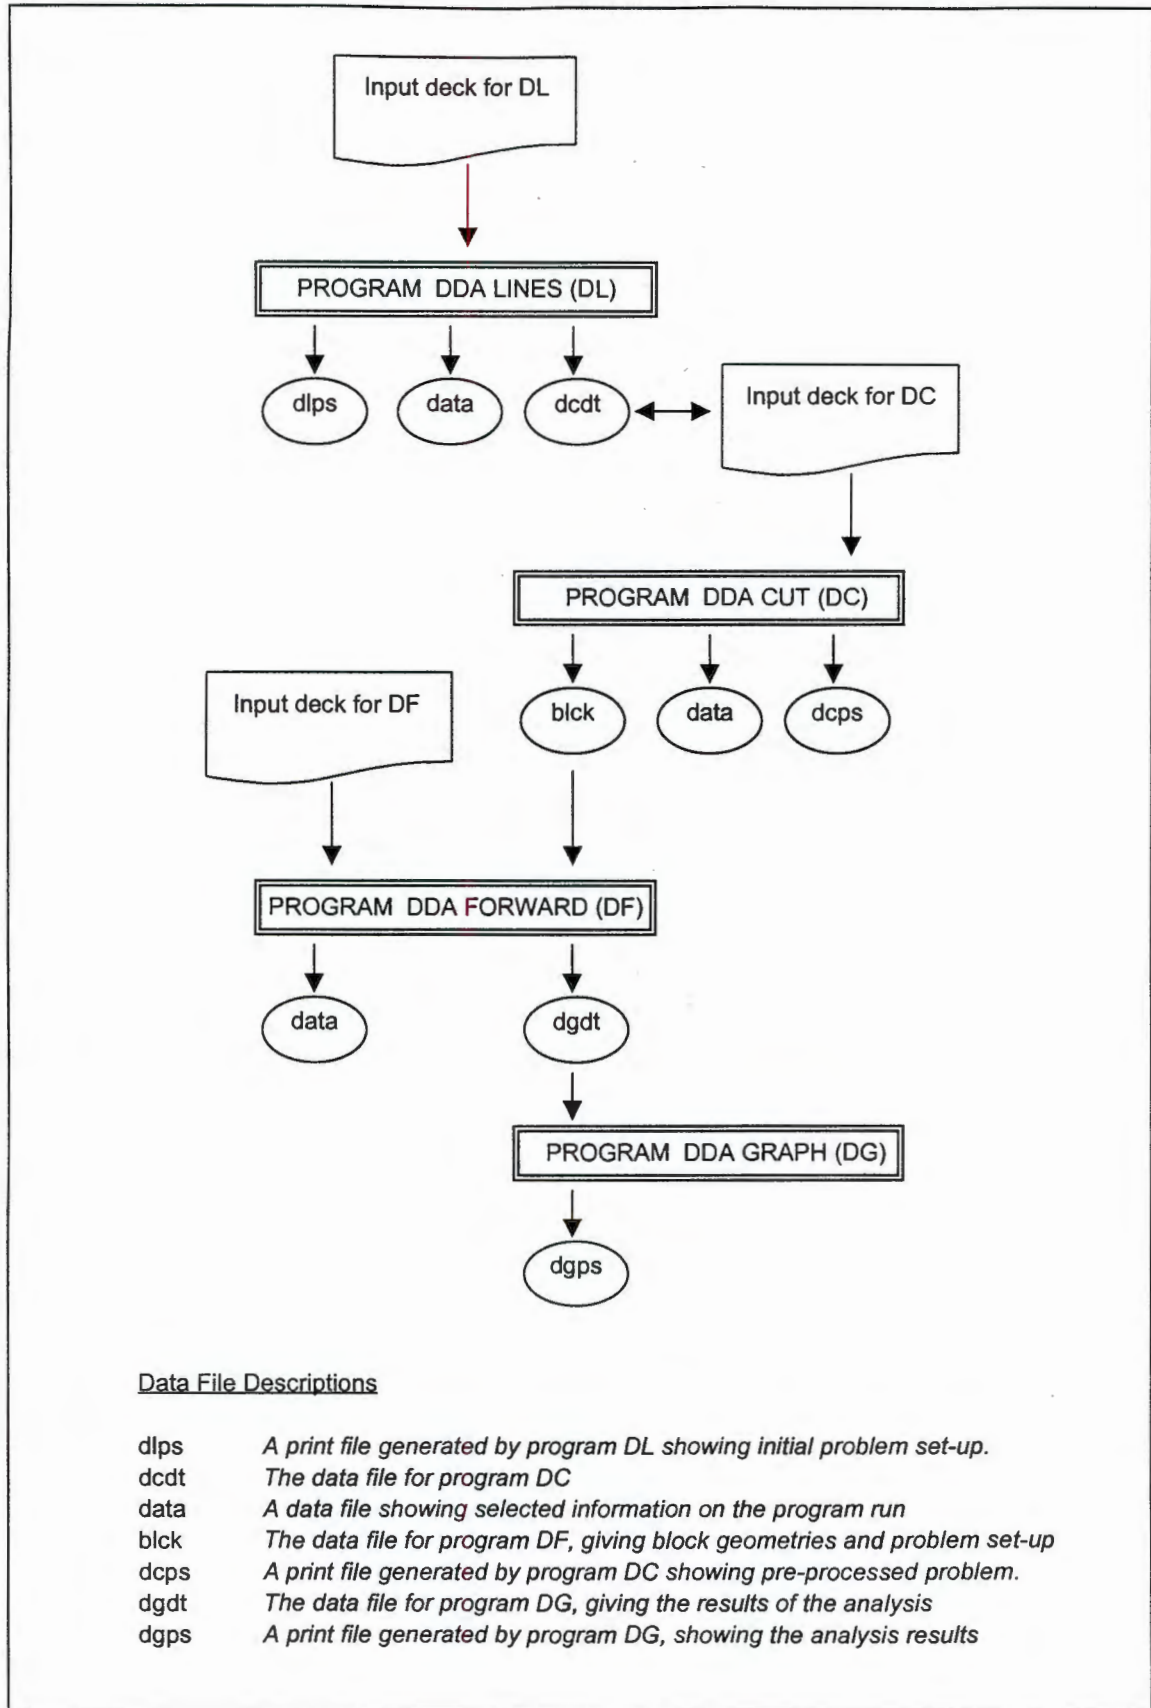 Input deck for DL
PROGRAM DDA LINES (DL)
dlps
data
dcdt
Input deck for DC
PROGRAM DDA CUT (DC)
Input deck for DF
blck
data
dcps
PROGRAM DDA FORWARD (DF)
data
dgdt
PROGRAM DDA GRAPH (DG)
dgps
Data File Descriptions
dlps A print file generated by program DL showing initial problem set-up.
dcdt The data file for program DC
data A data file showing selected information on the program run
blck The data file for program DF, giving block geometries and problem set-up
dcps A print file generated by program DC showing pre-processed problem.
dgdt The data file for program DG, giving the results of the analysis
dgps A print file generated by program DG, showing the analysis results